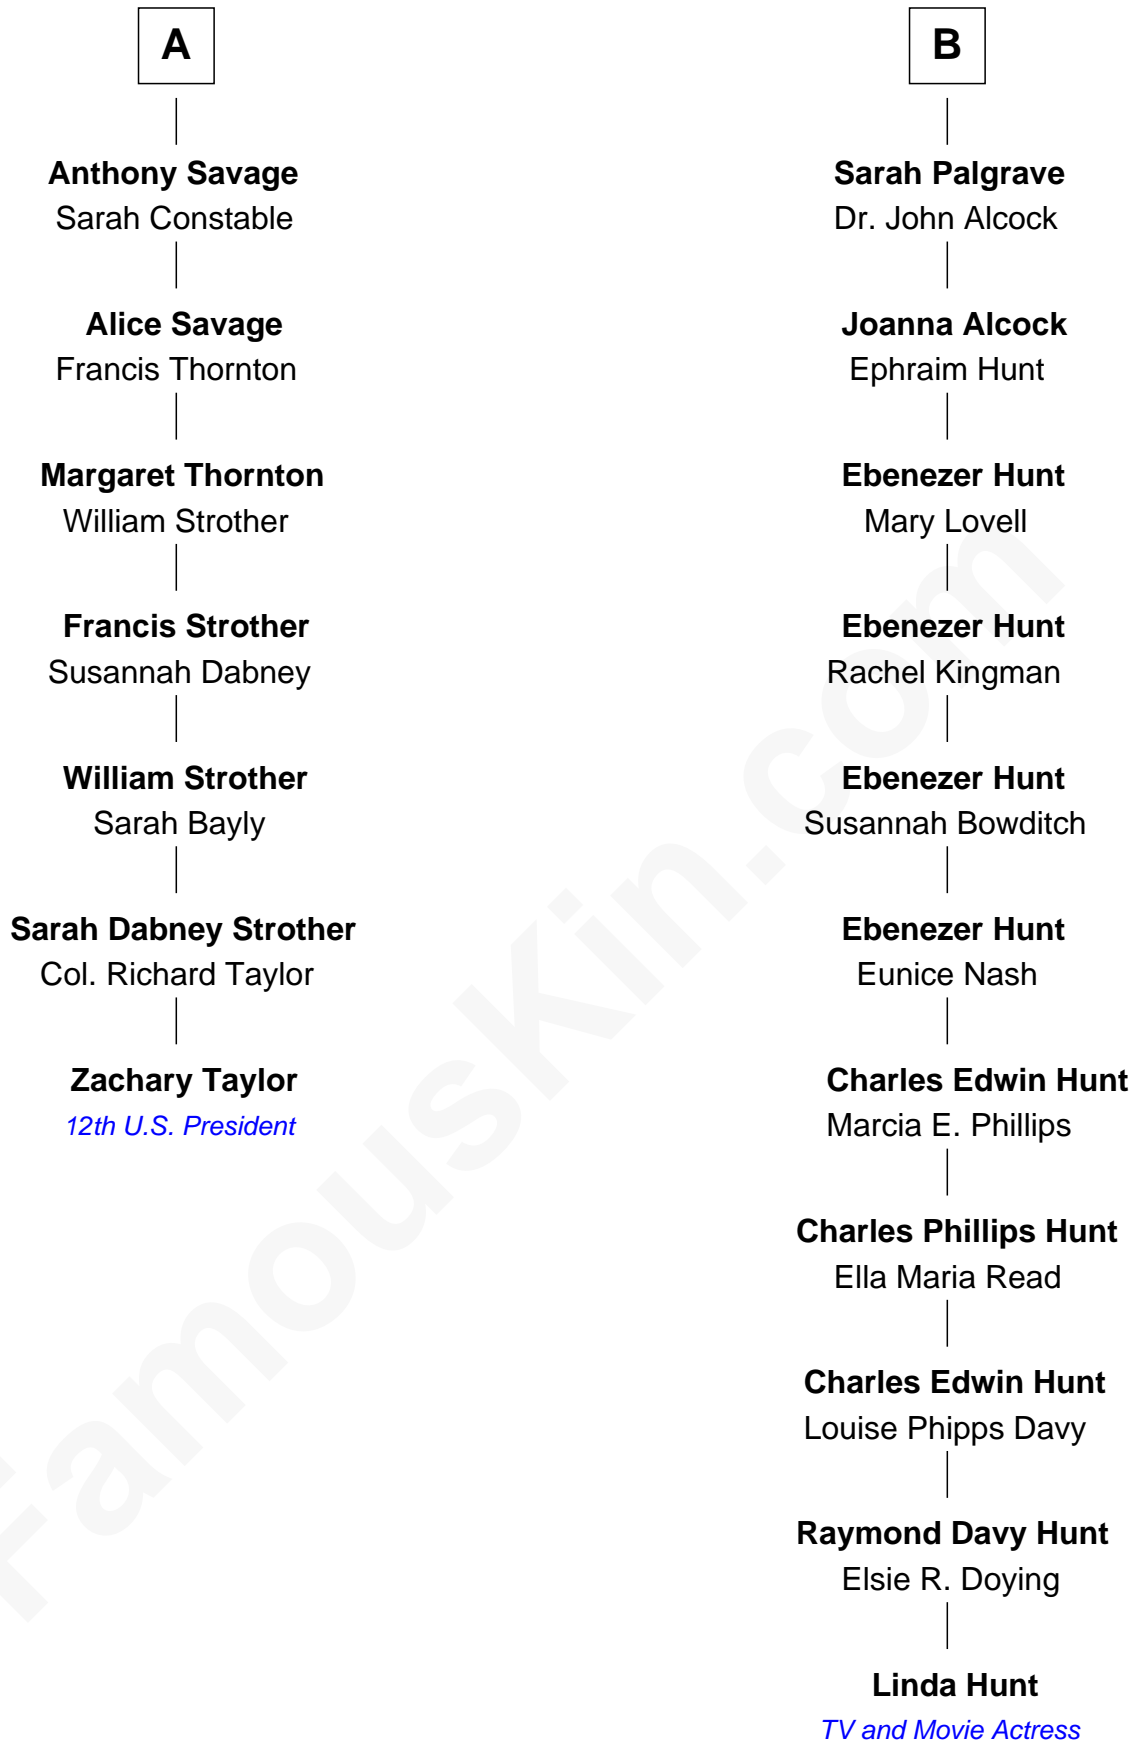 A
Anthony Savage
Sarah Constable
Alice Savage
Francis Thornton
Margaret Thornton
William Strother
Francis Strother
Susannah Dabney
William Strother
Sarah Bayly
Sarah Dabney Strother
Col. Richard Taylor
Zachary Taylor
12th U.S. President
B
Sarah Palgrave
Dr. John Alcock
Joanna Alcock
Ephraim Hunt
Ebenezer Hunt
Mary Lovell
Ebenezer Hunt
Rachel Kingman
Ebenezer Hunt
Susannah Bowditch
Ebenezer Hunt
Eunice Nash
Charles Edwin Hunt
Marcia E. Phillips
Charles Phillips Hunt
Ella Maria Read
Charles Edwin Hunt
Louise Phipps Davy
Raymond Davy Hunt
Elsie R. Doying
Linda Hunt
TV and Movie Actress
FamousKin.com